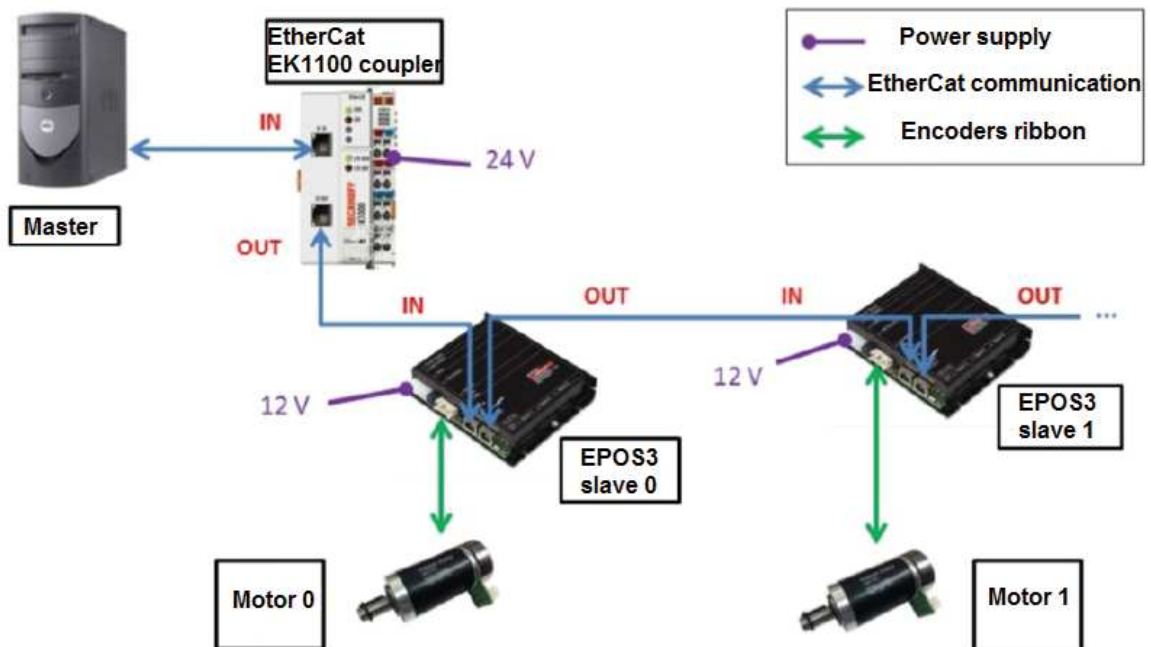 EtherCat
EK1100 coupler
Power supply
EtherCat communication
Encoders ribbon
IN
24 V
BECKHOFF
Master
OUT
IN
OUT
IN
OUT
...
12 V
12 V
EPOS3
slave 1
EPOS3
slave 0
Motor 0
Motor 1